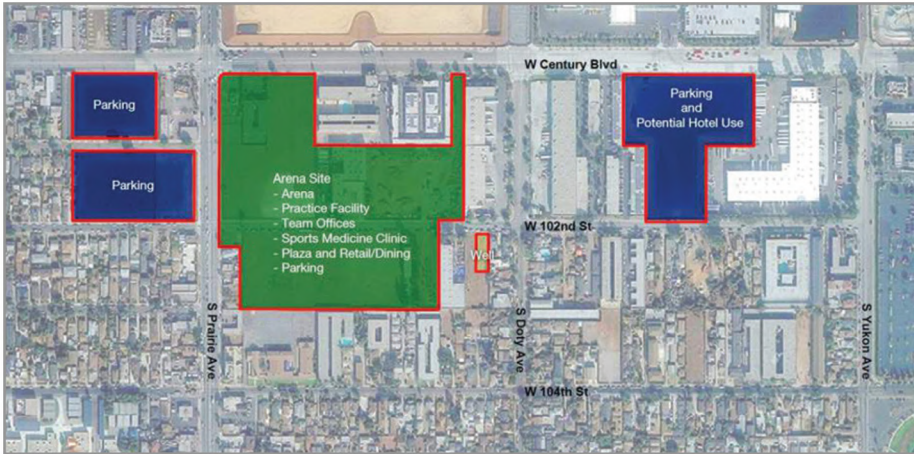 W Century Blvd
Parking
Parking
and
Potential Hotel Use
Parking
Arena Site
- Arena
- Practice Facility
- Team Offices
- Sports Medicine Clinic
- Plaza and Retail/Dining
- Parking
W 102nd St
Well
S Prairie Ave
S Doty Ave
S Yukon Ave
W 104th St